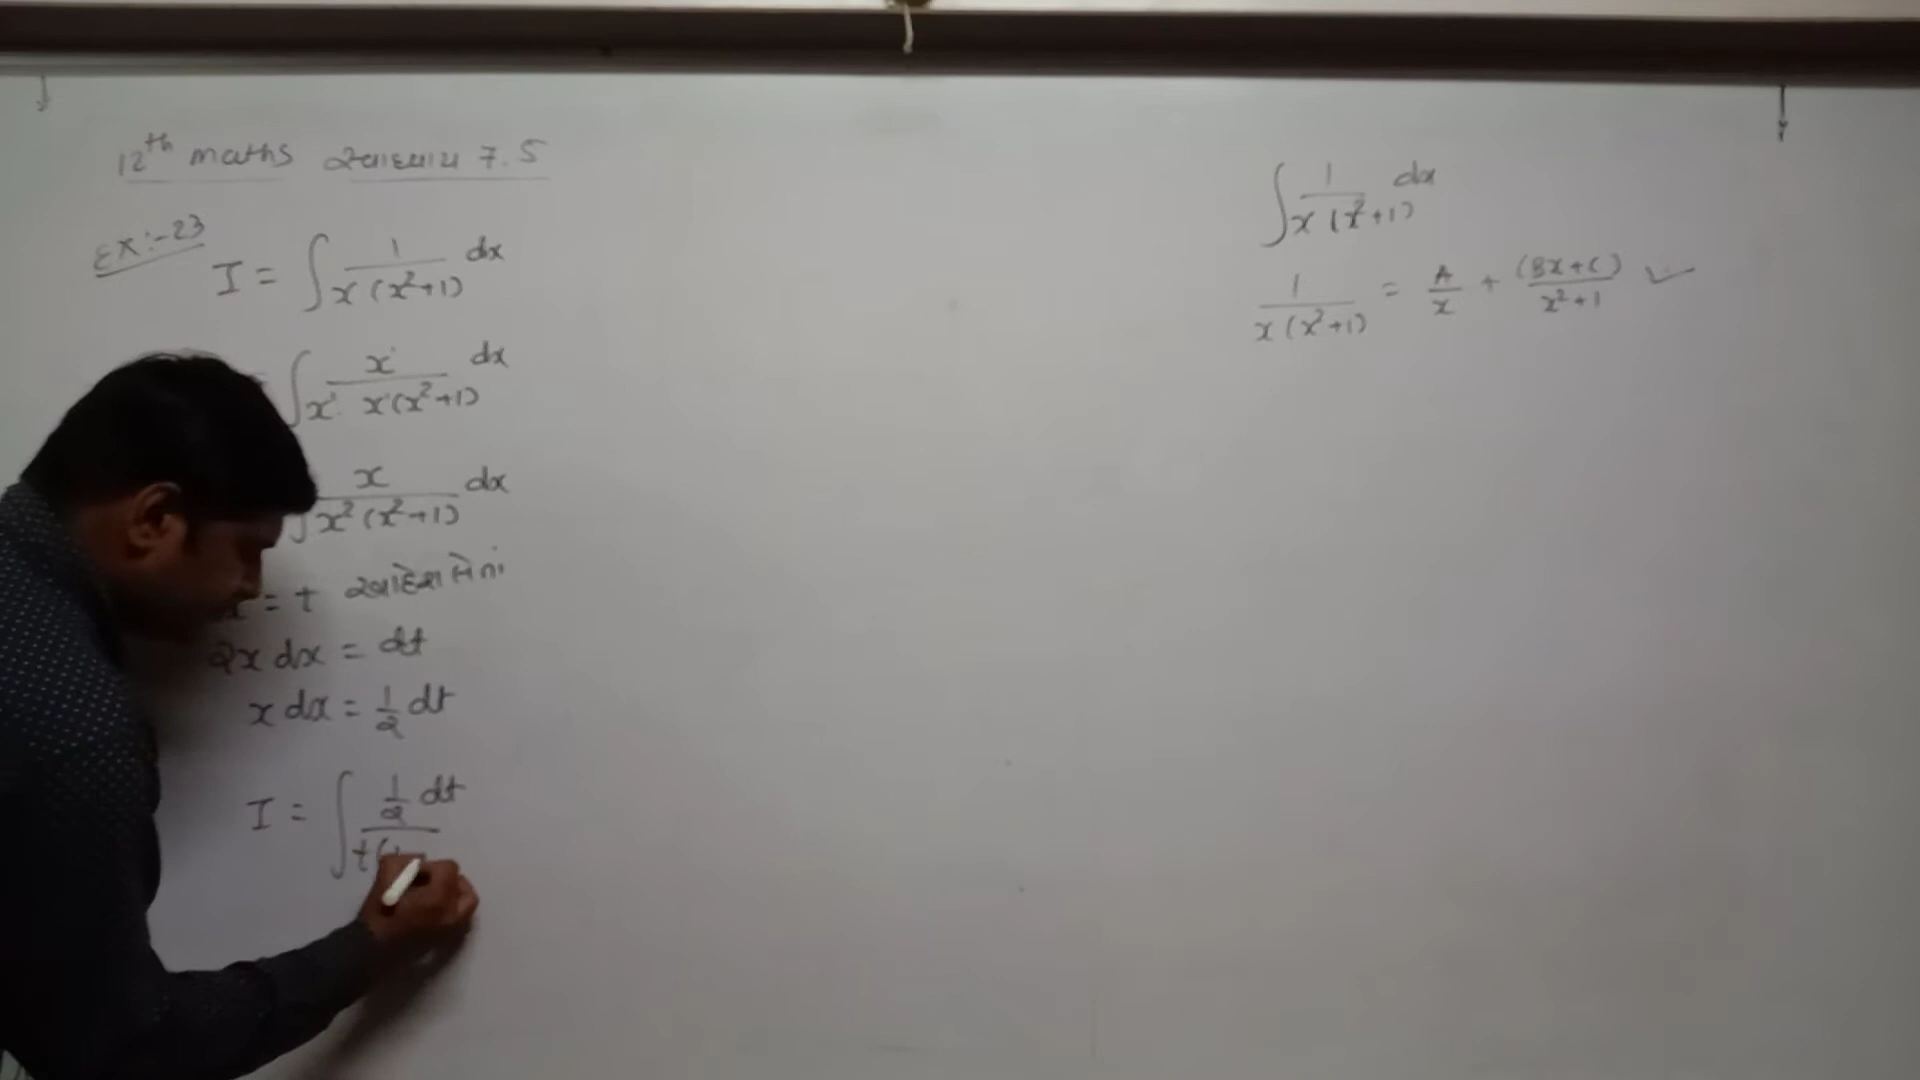 12th maths સ્વાધ્યાય 7.5
Ex:-23
I = ∫ 1/x(x²+1) dx
∫ x/x·x(x²+1) dx
∫ x/x²(x²+1) dx
= t આદેશ લેતાં
2x dx = dt
x dx = 1/2 dt
I = ∫ 1/2 dt / t(
∫ 1/x(x²+1) dx
1/x(x²+1) = A/x + (Bx+C)/x²+1 ✓